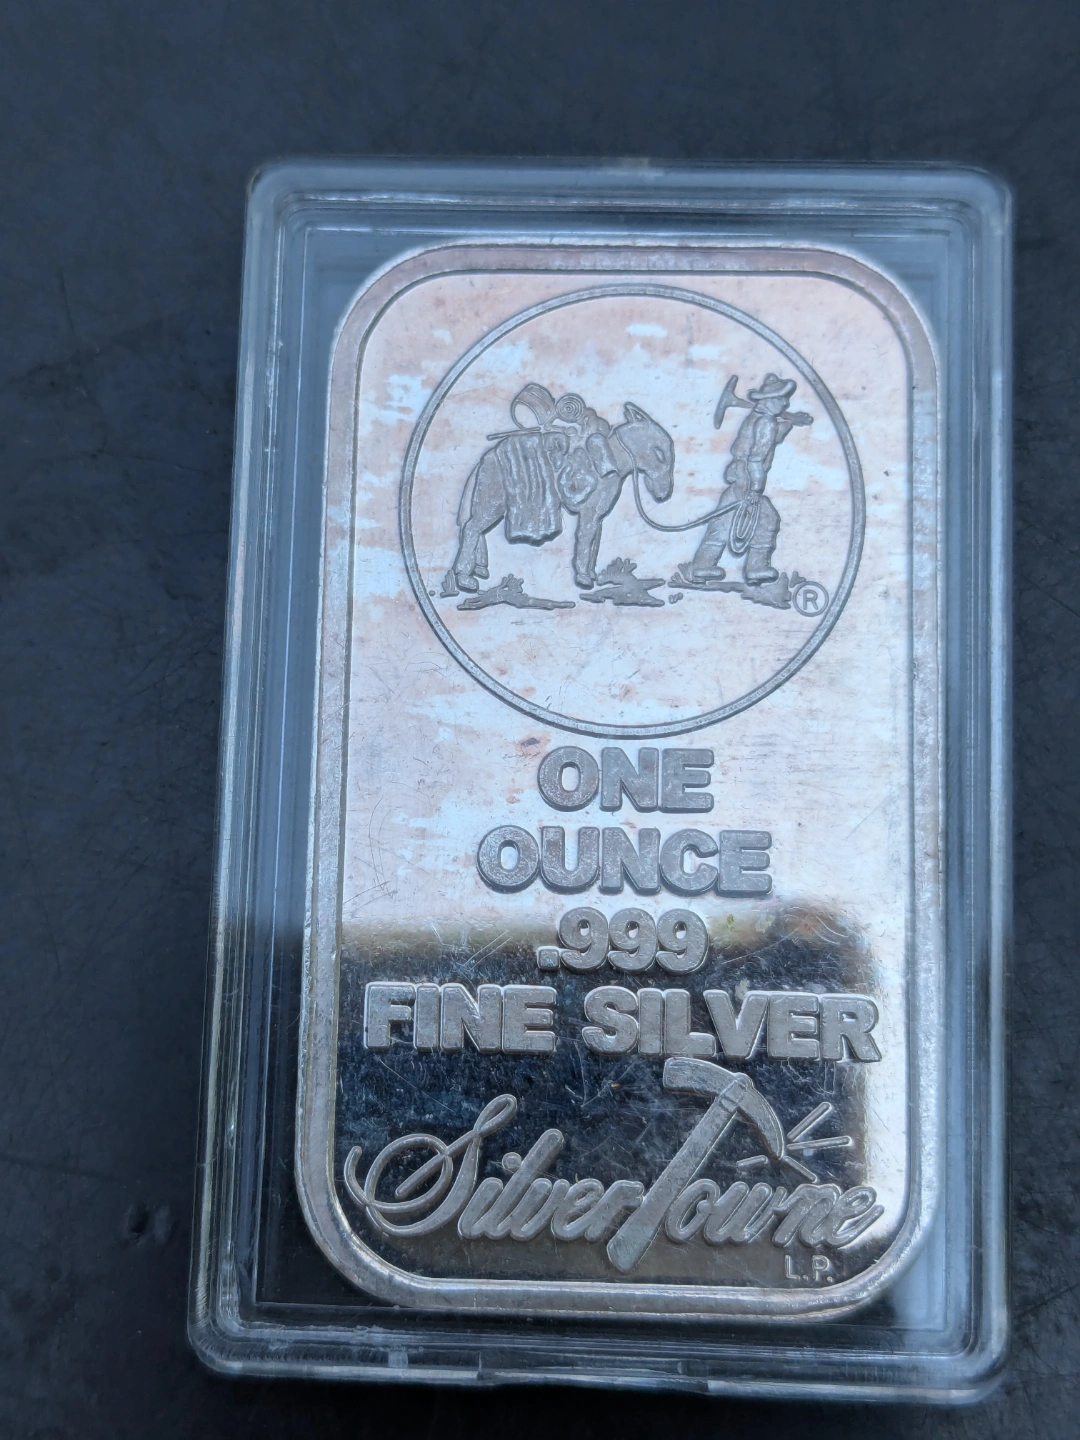 ®
ONE
OUNCE
.999
FINE SILVER
SilverTowne
L.P.